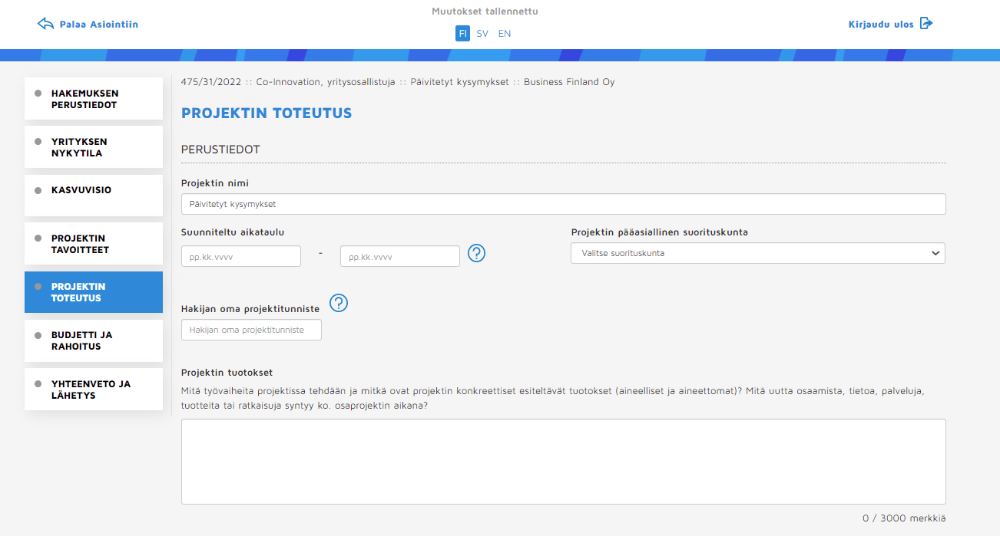 Palaa Asiointiin
Muutokset tallennettu
FI SV EN
Kirjaudu ulos
HAKEMUKSEN
PERUSTIEDOT
YRITYKSEN
NYKYTILA
KASVUVISIO
PROJEKTIN
TAVOITTEET
PROJEKTIN
TOTEUTUS
BUDJETTI JA
RAHOITUS
YHTEENVETO JA
LÄHETYS
475/31/2022 :: Co-Innovation, yritysosallistuja :: Päivitetyt kysymykset :: Business Finland Oy
PROJEKTIN TOTEUTUS
PERUSTIEDOT
Projektin nimi
Päivitetyt kysymykset
Suunniteltu aikataulu
pp.kk.vvvv - pp.kk.vvvv ?
Projektin pääasiallinen suorituskunta
Valitse suorituskunta
Hakijan oma projektitunniste ?
Hakijan oma projektitunniste
Projektin tuotokset
Mitä työvaiheita projektissa tehdään ja mitkä ovat projektin konkreettiset esiteltävät tuotokset (aineelliset ja aineettomat)? Mitä uutta osaamista, tietoa, palveluja,
tuotteita tai ratkaisuja syntyy ko. osaprojektin aikana?
0 / 3000 merkkiä